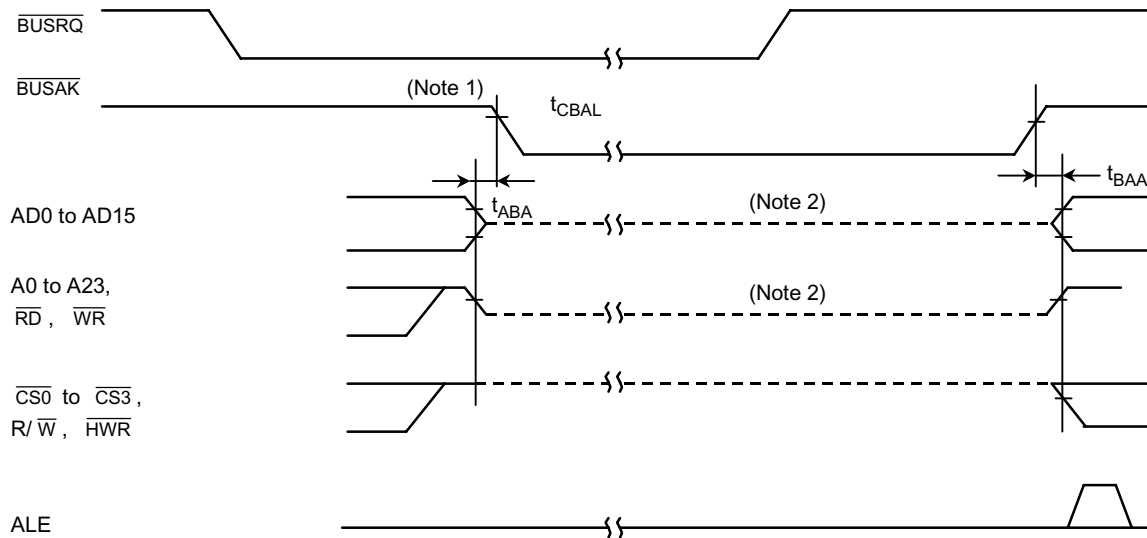 BUSRQ
BUSAK
(Note 1)
tCBAL
tBAA
AD0 to AD15
tABA
(Note 2)
A0 to A23,
RD , WR
(Note 2)
CS0 to CS3 ,
R/ W , HWR
ALE